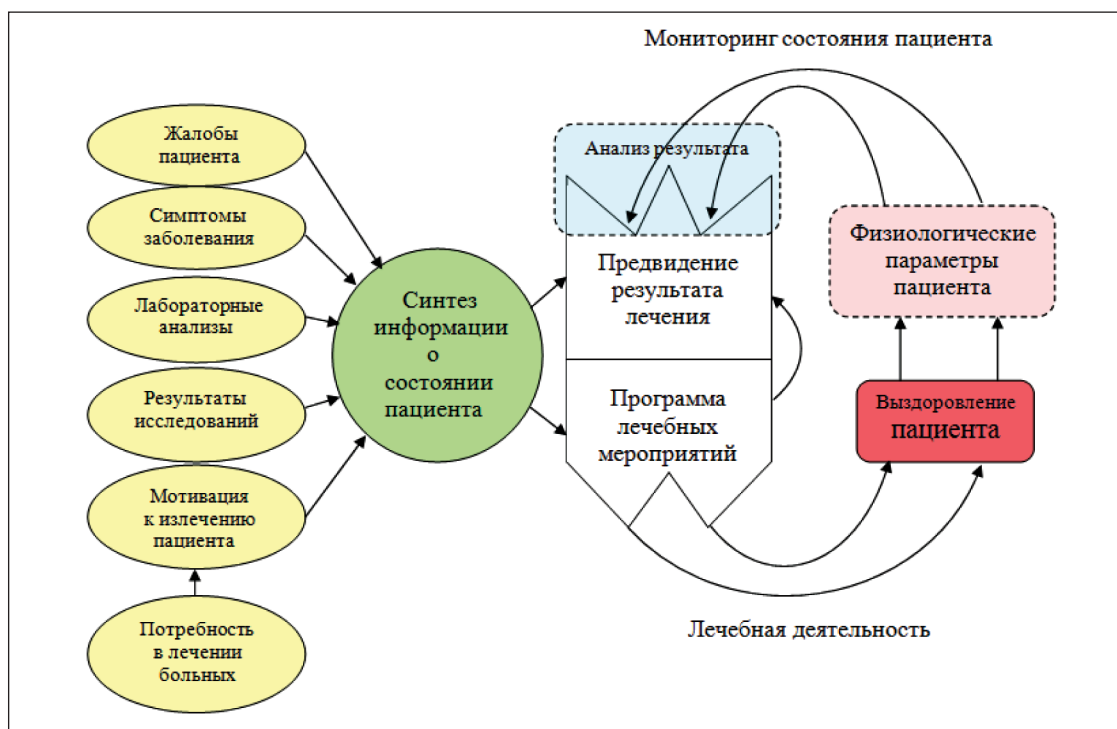 Мониторинг состояния пациента
Жалобы
пациента
Симптомы
заболевания
Лабораторные
анализы
Результаты
исследований
Мотивация
к излечению
пациента
Потребность
в лечении
больных
Синтез
информации
о
состоянии
пациента
Анализ результата
Предвидение
результата
лечения
Программа
лечебных
мероприятий
Физиологические
параметры
пациента
Выздоровление
пациента
Лечебная деятельность